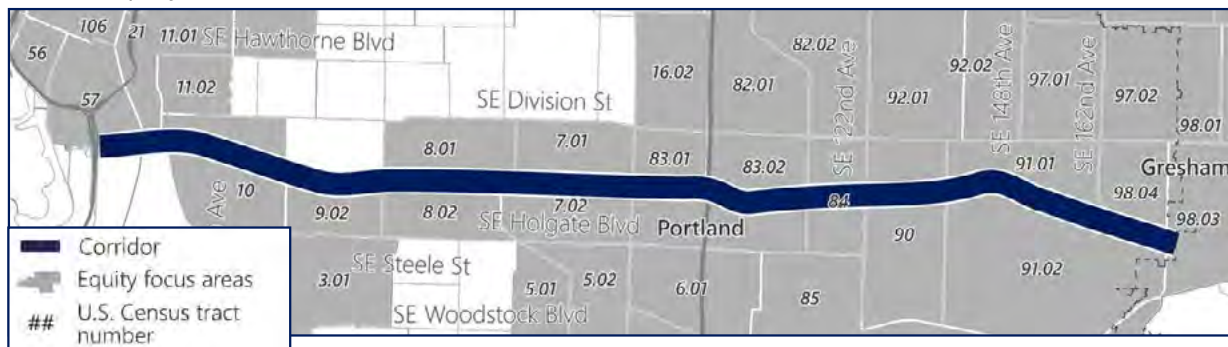 106
21
11.01
SE Hawthorne Blvd
56
82.02
92.02
SE 148th Ave
97.01
SE 162nd Ave
57
11.02
16.02
82.01
92.01
97.02
SE Division St
98.01
8.01
7.01
83.01
83.02
SE 122nd Ave
91.01
Gresham
10
Ave
9.02
8.02
7.02
SE Holgate Blvd
Portland
84
90
98.04
98.03
Corridor
Equity focus areas
## U.S. Census tract
number
3.01
SE Steele St
5.01
5.02
6.01
85
91.02
SE Woodstock Blvd